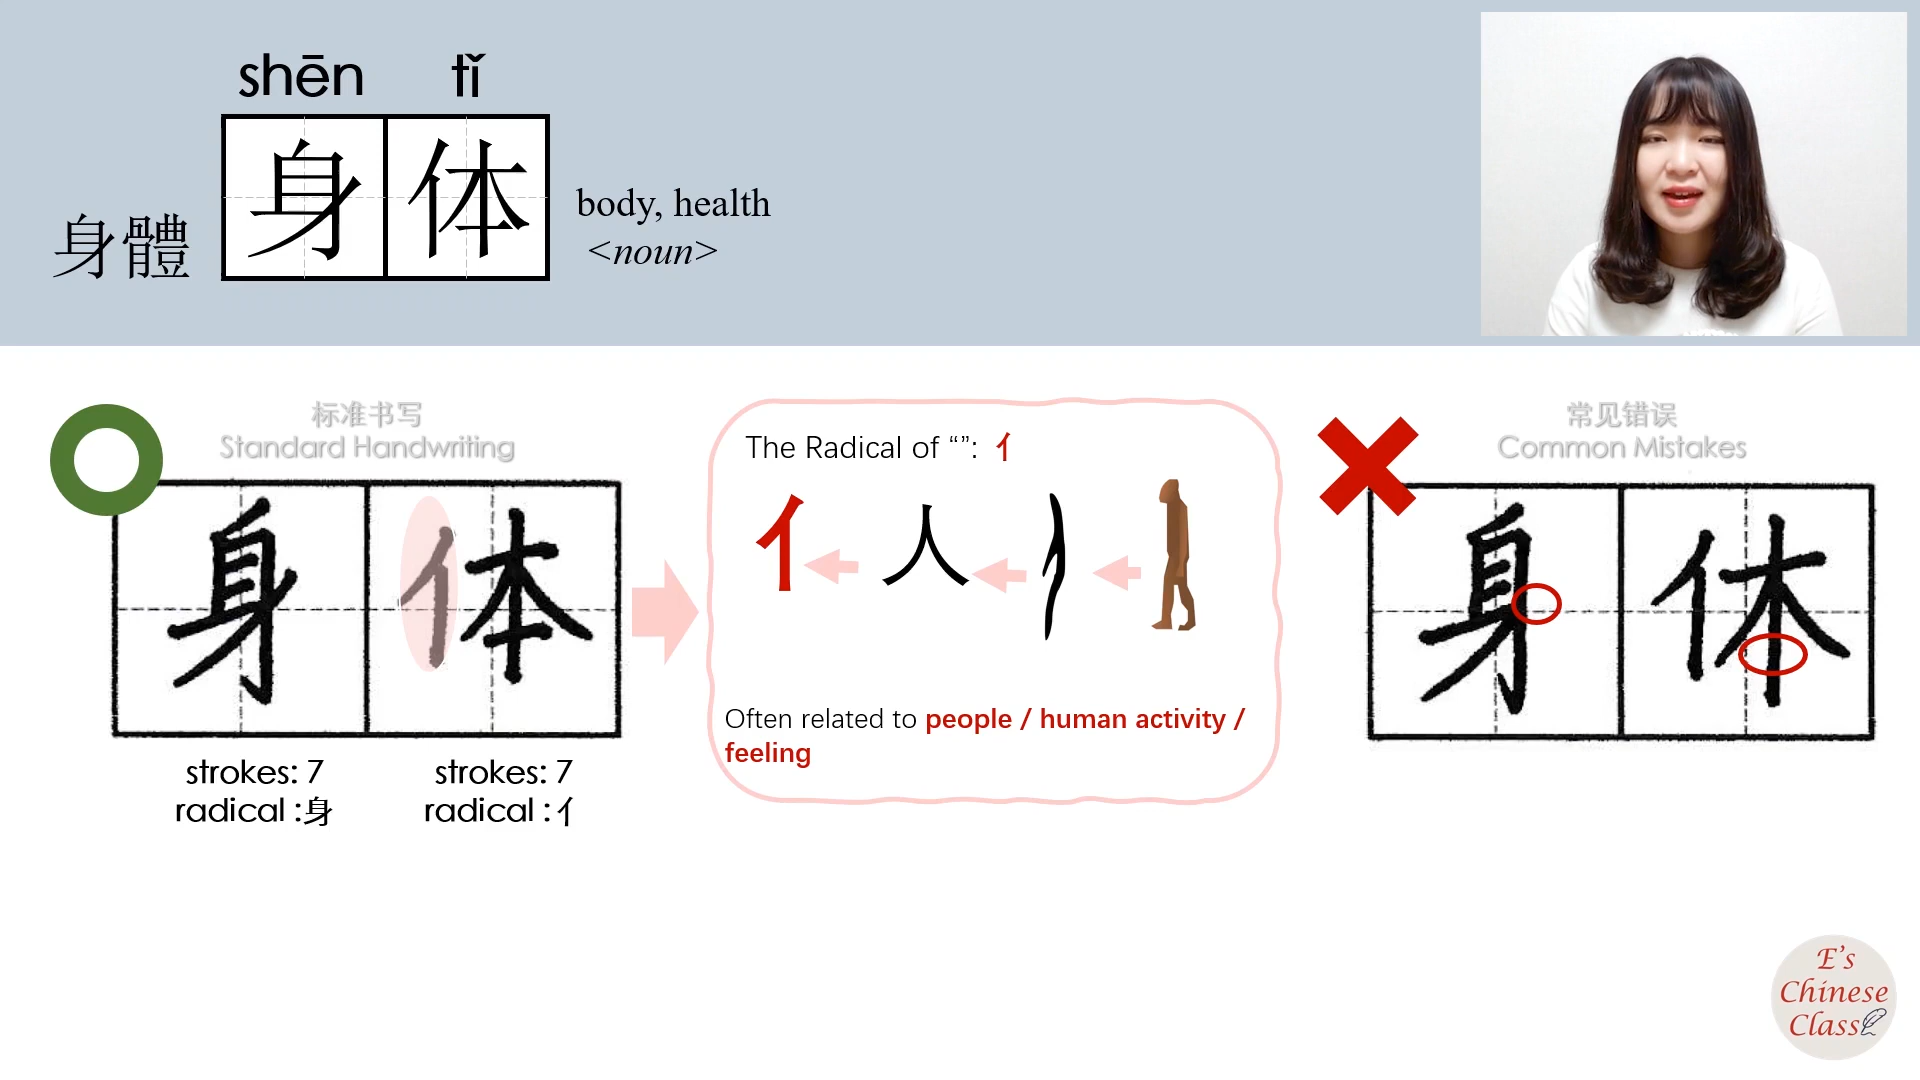 shēn tǐ
身体
身體
body, health
<noun>
标准书写
Standard Handwriting
身体
strokes: 7
radical :身
strokes: 7
radical :亻
The Radical of “”: 亻
亻 人
Often related to people / human activity /
feeling
常见错误
Common Mistakes
E’s
Chinese
Class